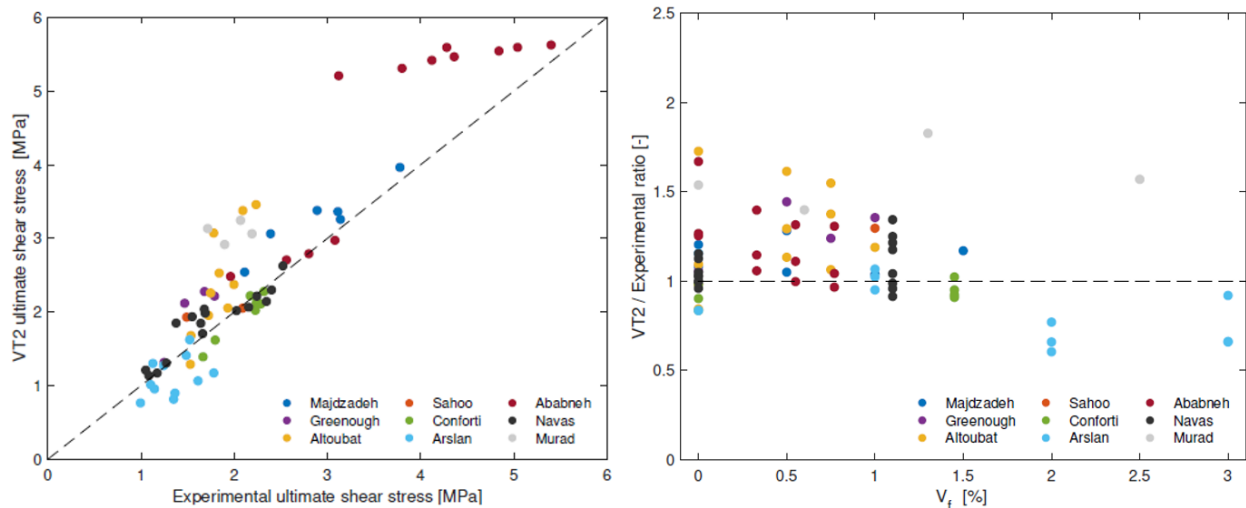 6
5
4
3
2
1
0
VT2 ultimate shear stress [MPa]
Majdzadeh Sahoo Ababneh
Greenough Conforti Navas
Altoubat Arslan Murad
0 1 2 3 4 5 6
Experimental ultimate shear stress [MPa]
2.5
2
1.5
1
0.5
0
VT2 / Experimental ratio [-]
Majdzadeh Sahoo Ababneh
Greenough Conforti Navas
Altoubat Arslan Murad
0 0.5 1 1.5 2 2.5 3
Vf [%]